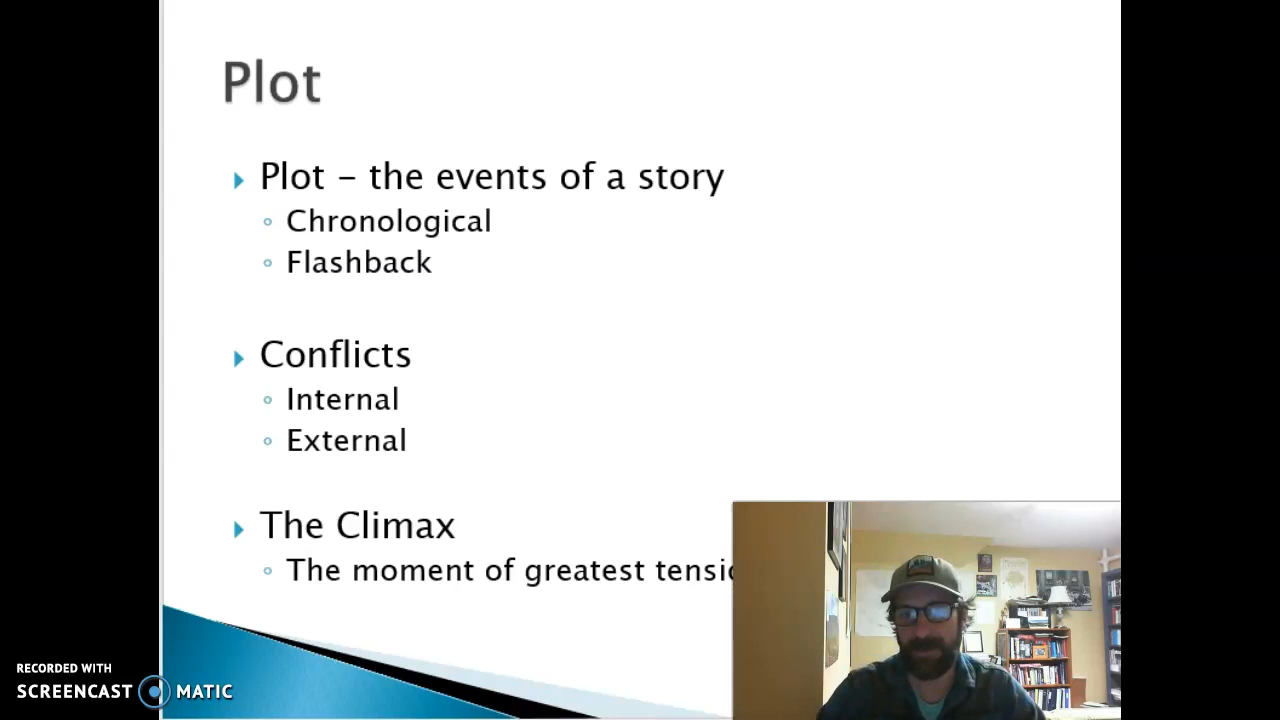 Plot
Plot – the events of a story
Chronological
Flashback
Conflicts
Internal
External
The Climax
The moment of greatest
RECORDED WITH
SCREENCAST MATIC